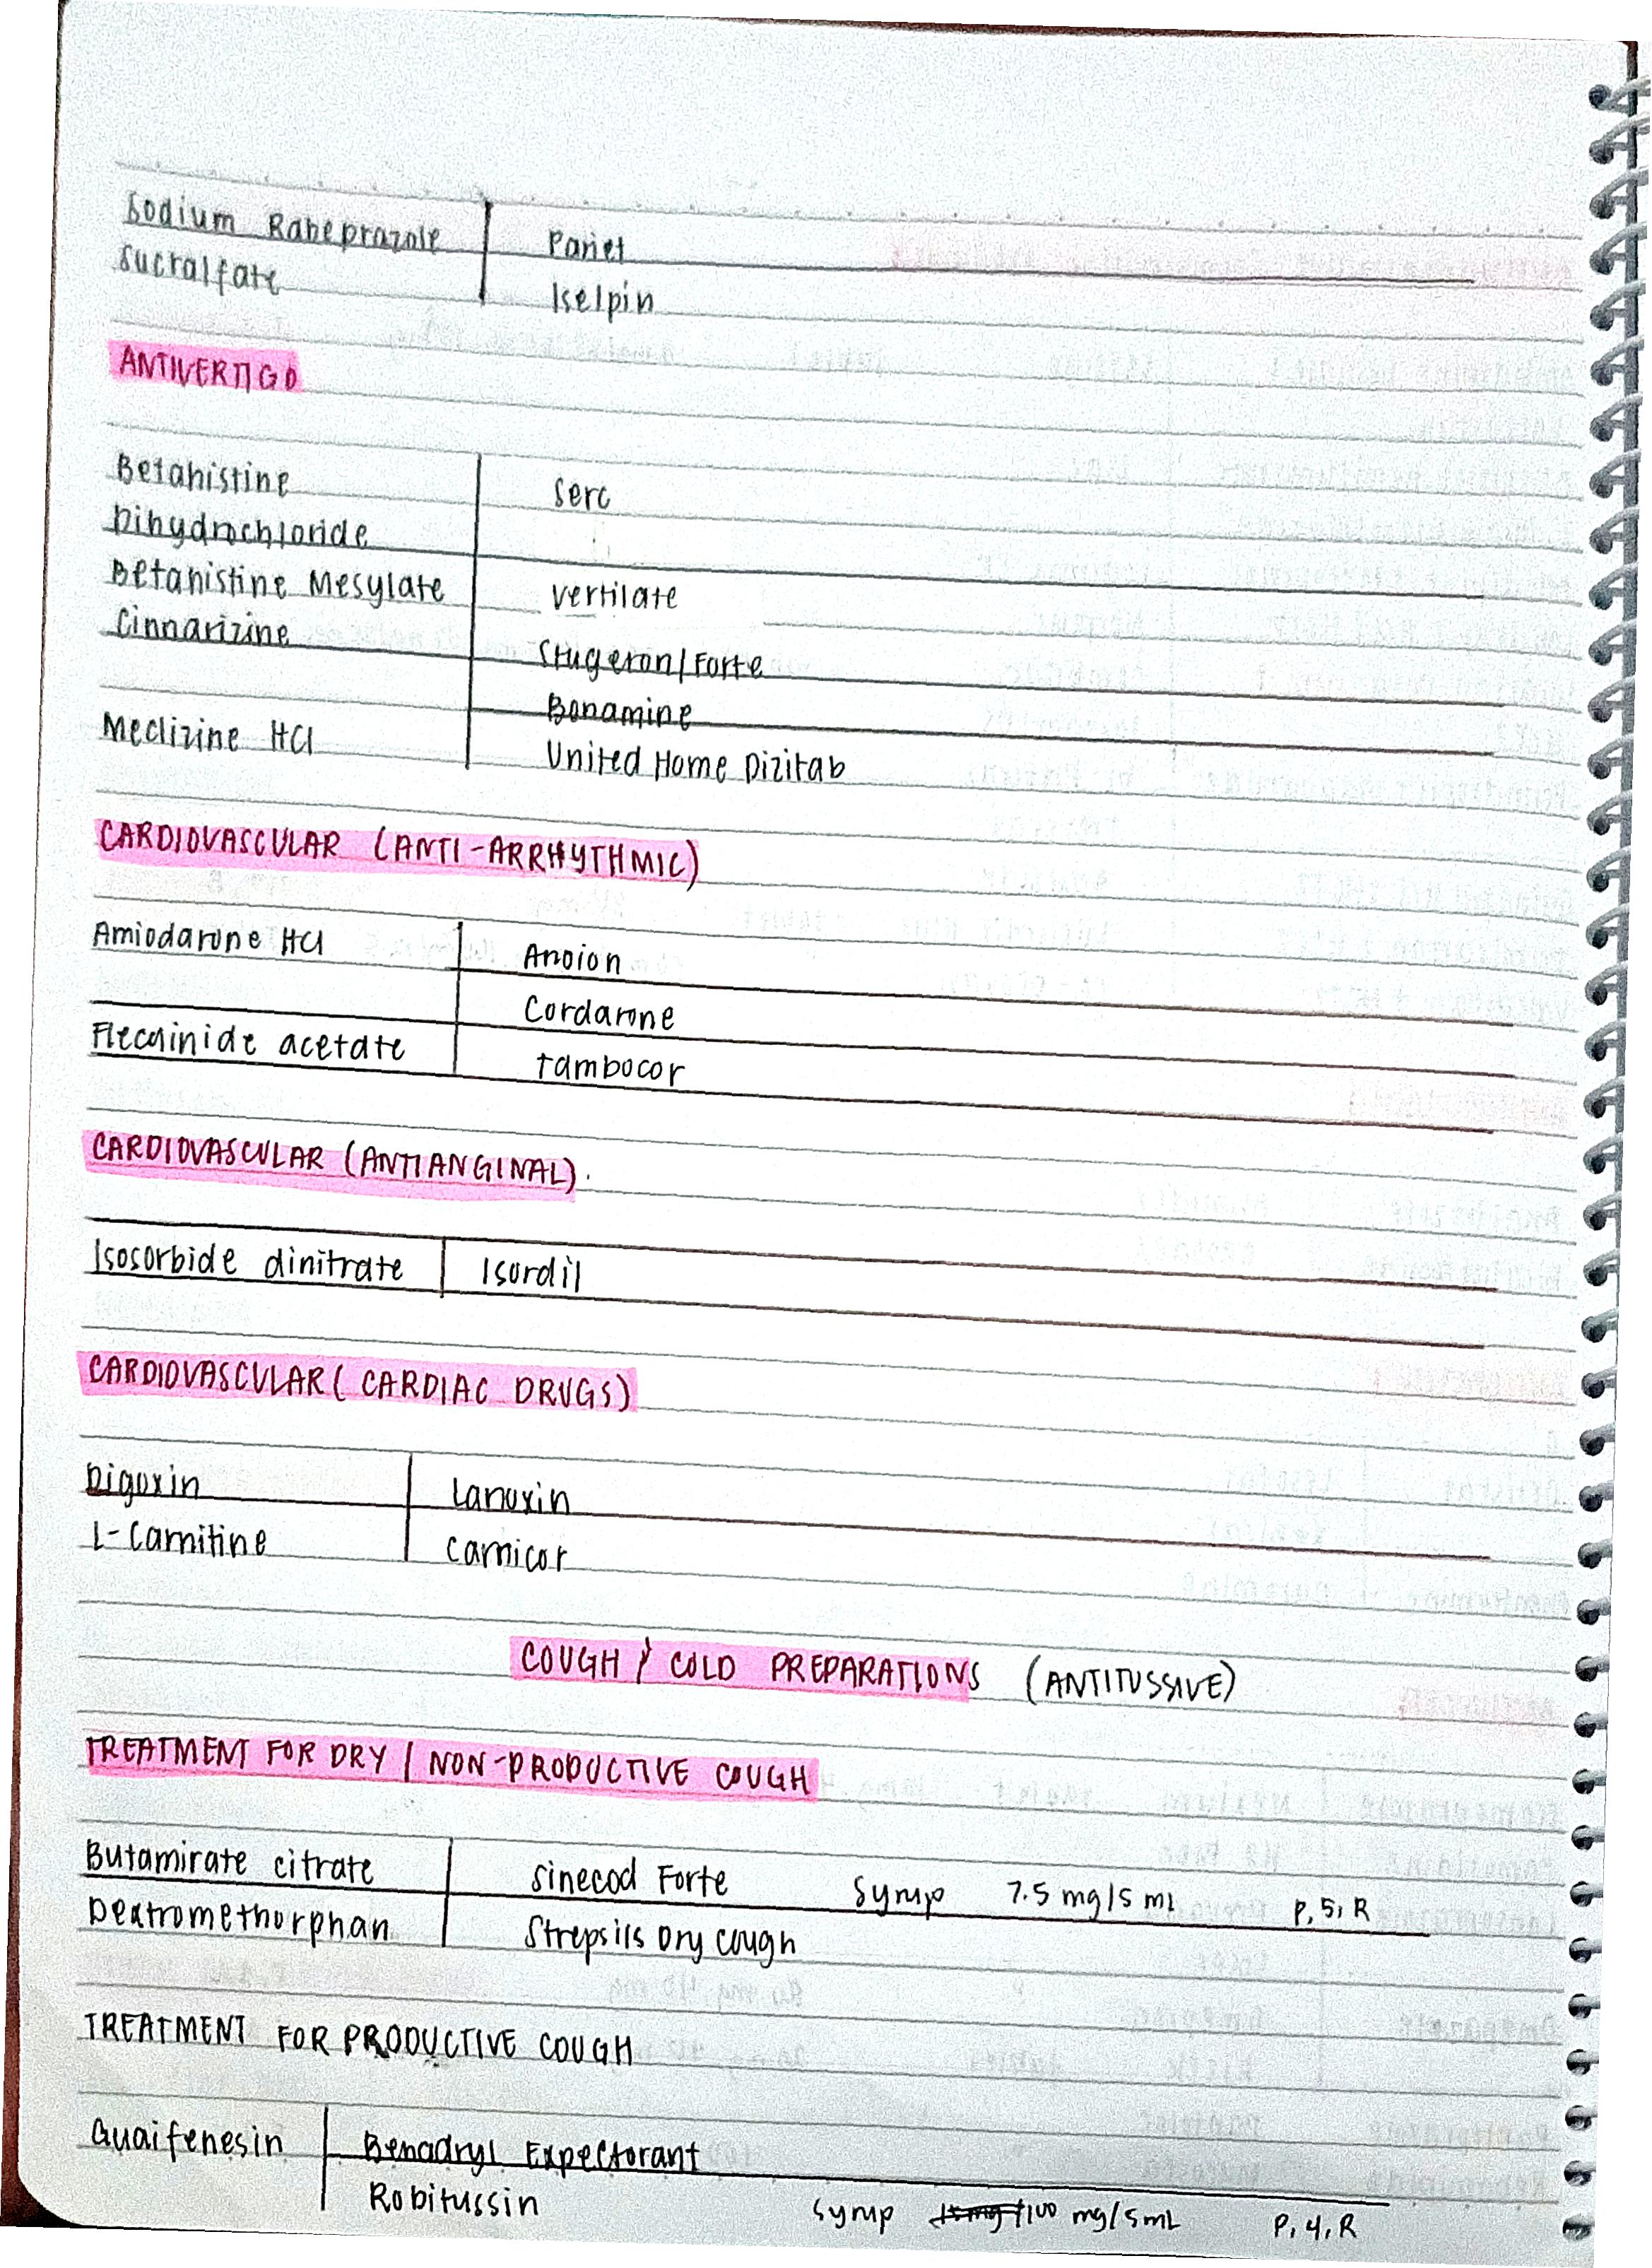 Sodium Rabeprazole | Pariet
Sucralfate | Iselpin
ANTIVERTIGO
Betahistine | Serc
Dihydrochloride
Betahistine Mesylate | Vertilate
Cinnarizine | Stugeron/Forte
Bonamine
Meclizine HCl | United Home Dizitab
CARDIOVASCULAR (ANTI-ARRHYTHMIC)
Amiodarone HCl | Anoion
Cordarone
Flecainide acetate | Tambocor
CARDIOVASCULAR (ANTIANGINAL).
Isosorbide dinitrate | Isordil
CARDIOVASCULAR (CARDIAC DRUGS)
Digoxin | Lanoxin
L-Carnitine | Carnicor
COUGH & COLD PREPARATIONS (ANTITUSSIVE)
TREATMENT FOR DRY / NON-PRODUCTIVE COUGH
Butamirate citrate | Sinecod Forte Syrup 7.5 mg/5 mL P, 5, R
Dextromethorphan | Strepsils Dry Cough
TREATMENT FOR PRODUCTIVE COUGH
Guaifenesin | Benadryl Expectorant
Robitussin Syrup 100 mg/5mL P, 4, R